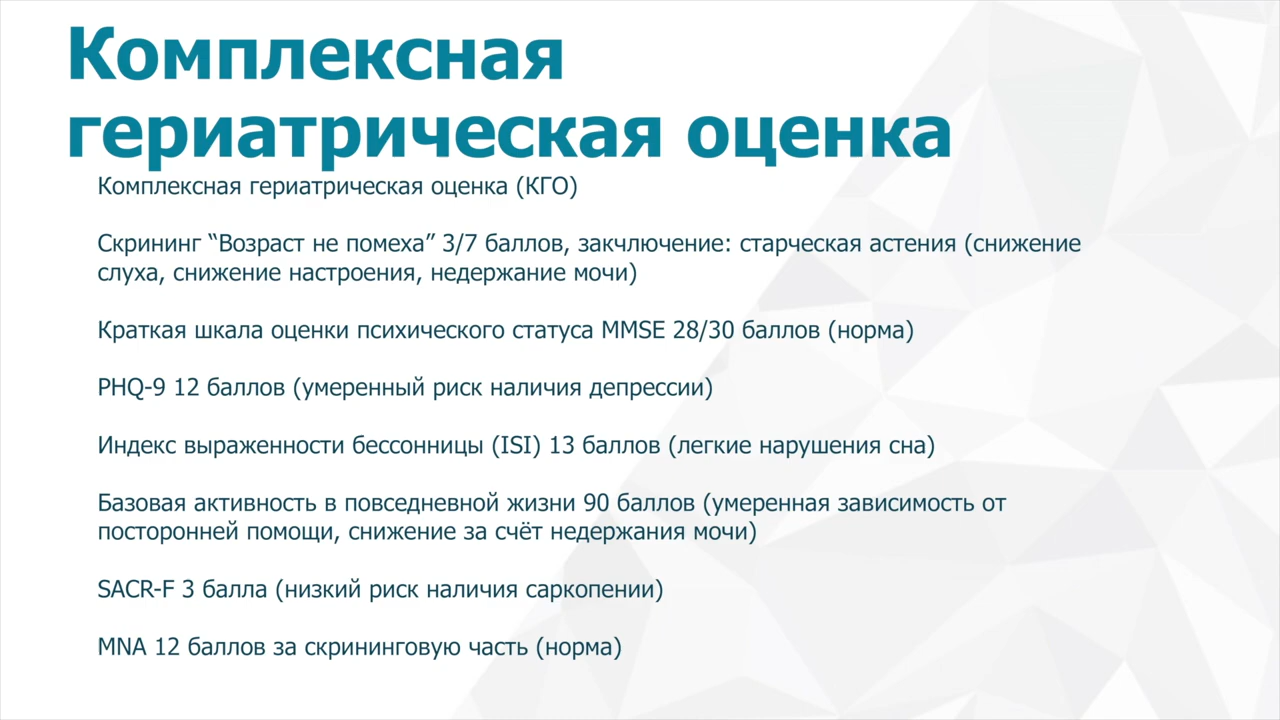 Комплексная
гериатрическая оценка
Комплексная гериатрическая оценка (КГО)
Скрининг “Возраст не помеха” 3/7 баллов, закчлючение: старческая астения (снижение
слуха, снижение настроения, недержание мочи)
Краткая шкала оценки психического статуса MMSE 28/30 баллов (норма)
PHQ-9 12 баллов (умеренный риск наличия депрессии)
Индекс выраженности бессонницы (ISI) 13 баллов (легкие нарушения сна)
Базовая активность в повседневной жизни 90 баллов (умеренная зависимость от
посторонней помощи, снижение за счёт недержания мочи)
SACR-F 3 балла (низкий риск наличия саркопении)
MNA 12 баллов за скрининговую часть (норма)